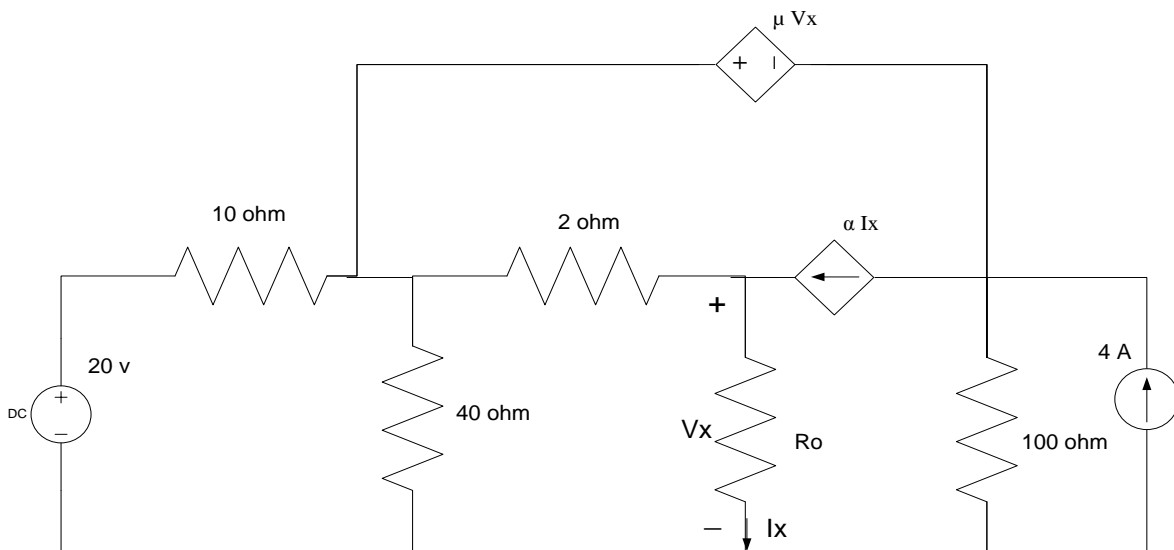 μ Vx
+ –
10 ohm
2 ohm
α Ix
+
20 v
4 A
DC
+
–
40 ohm
Vx
Ro
100 ohm
– Ix